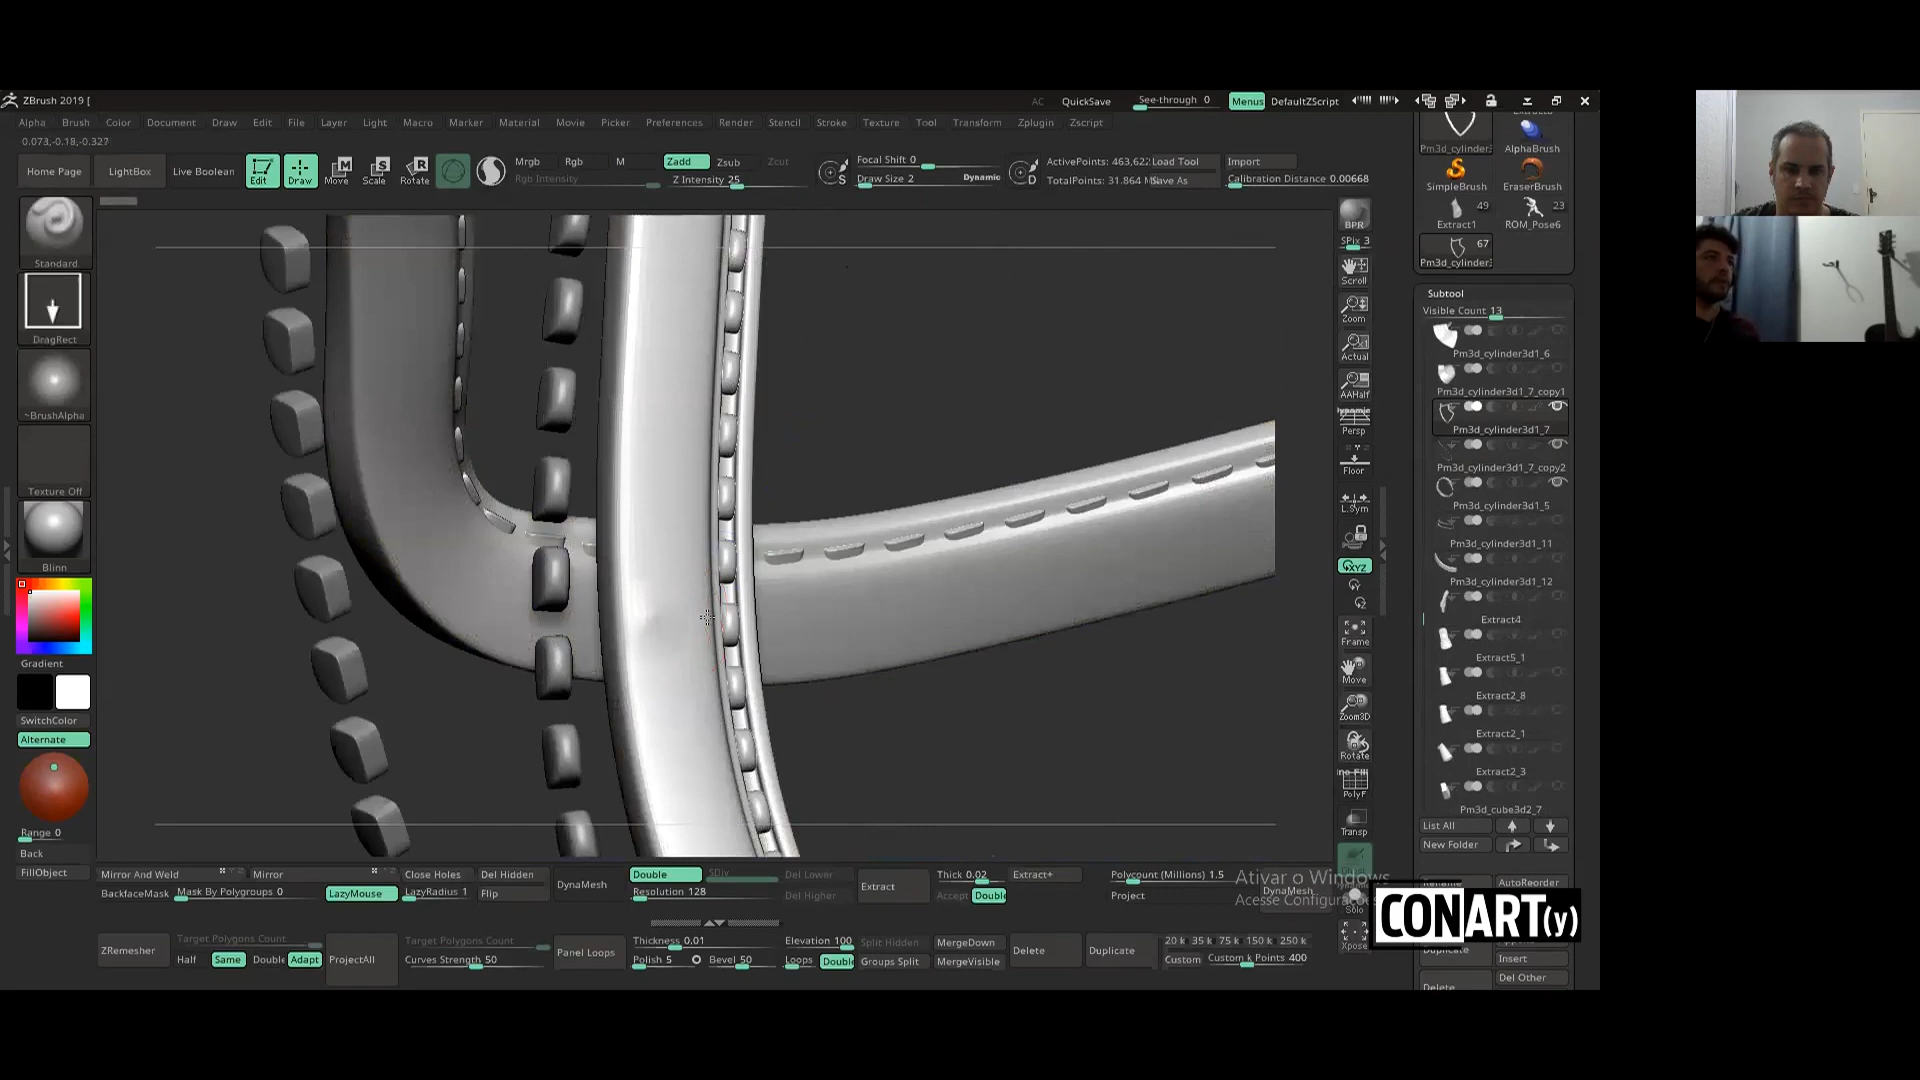 ZBrush 2019 [
AC QuickSave See-through 0 Menus DefaultZScript
Alpha Brush Color Document Draw Edit File Layer Light Macro Marker Material Movie Picker Preferences Render Stencil Stroke Texture Tool Transform Zplugin Zscript
0.073,-0.18,-0.327
Home Page LightBox Live Boolean Edit Draw Move Scale Rotate
Mrgb Rgb M Zadd Zsub Zcut
Rgb Intensity Z Intensity 25
Focal Shift 0
Draw Size 2 Dynamic
S D
ActivePoints: 463,622 Load Tool Import
TotalPoints: 31.864 M Save As Calibration Distance 0.00668
Standard
DragRect
~BrushAlpha
Texture Off
Blinn
Gradient
SwitchColor
Alternate
Range 0
Back
FillObject
BPR
SPix 3
Scroll
Zoom
Actual
AAHalf
Dynamic
Persp
Floor
L.Sym
XYZ
Frame
Move
Zoom3D
Rotate
PolyF
Transp
Solo
Xpose
Pm3d_cylinder3 AlphaBrush
SimpleBrush EraserBrush
49 23
Extract1 ROM_Pose6
67
Pm3d_cylinder3
Subtool
Visible Count 13
Pm3d_cylinder3d1_6
Pm3d_cylinder3d1_7_copy1
Pm3d_cylinder3d1_7
Pm3d_cylinder3d1_7_copy2
Pm3d_cylinder3d1_5
Pm3d_cylinder3d1_11
Pm3d_cylinder3d1_12
Extract4
Extract5_1
Extract2_8
Extract2_1
Extract2_3
Pm3d_cube3d2_7
List All
New Folder
AutoReorder
Duplicate
Insert
Delete Del Other
Mirror And Weld Mirror Close Holes Del Hidden DynaMesh Double SDiv Del Lower Extract Thick 0.02 Extract+ Polycount (Millions) 1.5
BackfaceMask Mask By Polygroups 0 LazyMouse LazyRadius 1 Flip Resolution 128 Del Higher Accept Double Project DynaMesh
Ativar o Windows
Acesse Configurações
CONART(y)
ZRemesher Target Polygons Count ProjectAll Target Polygons Count Panel Loops Thickness 0.01 Elevation 100 Split Hidden MergeDown Delete Duplicate 20 k 35 k 75 k 150 k 250 k
Half Same Double Adapt Curves Strength 50 Polish 5 Bevel 50 Loops Double Groups Split MergeVisible Custom Custom k Points 400